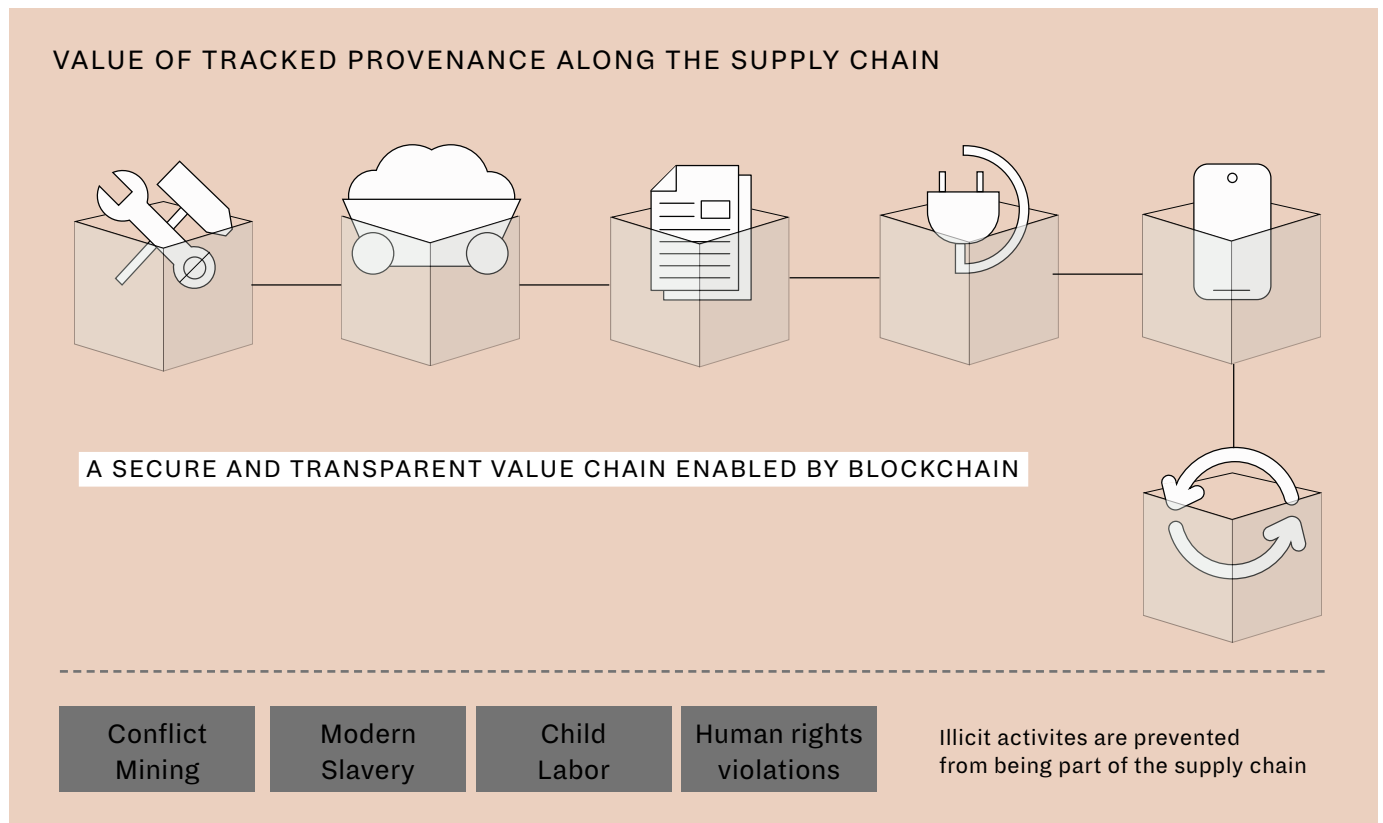 VALUE OF TRACKED PROVENANCE ALONG THE SUPPLY CHAIN
A SECURE AND TRANSPARENT VALUE CHAIN ENABLED BY BLOCKCHAIN
Conflict
Mining
Modern
Slavery
Child
Labor
Human rights
violations
Illicit activites are prevented
from being part of the supply chain